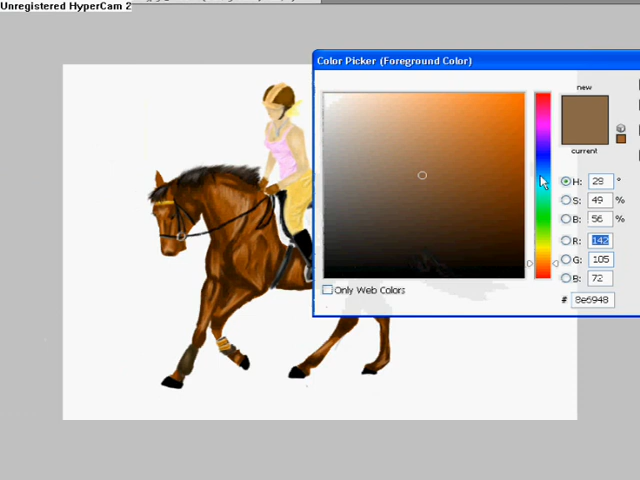 Unregistered HyperCam 2
Color Picker (Foreground Color)
new
current
H: 29 °
S: 49 %
B: 56 %
R: 142
G: 105
B: 72
# 8e6948
Only Web Colors